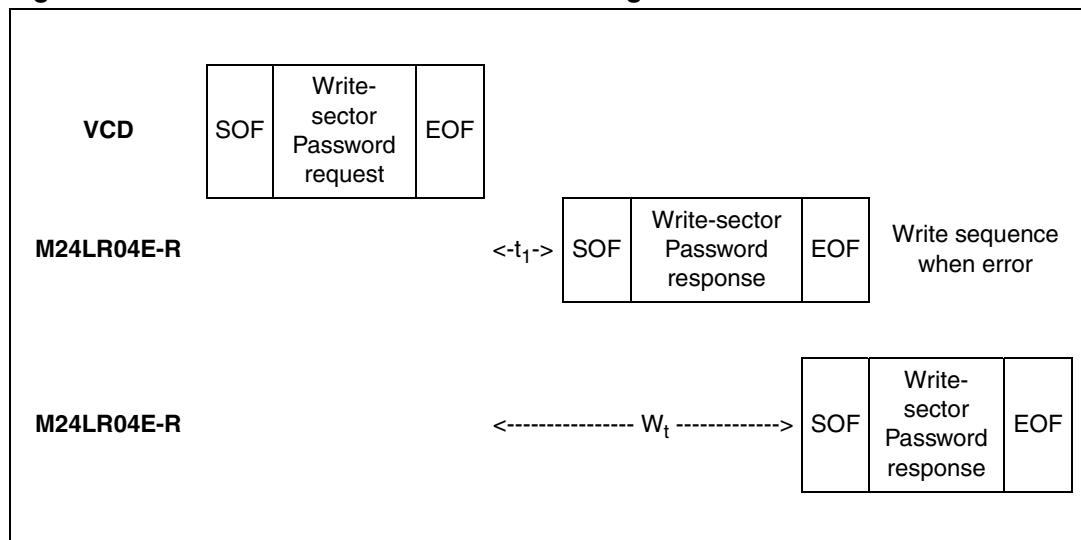 VCD
SOF
Write-
sector
Password
request
EOF
M24LR04E-R
<-t₁->
SOF
Write-sector
Password
response
EOF
Write sequence
when error
M24LR04E-R
<---------------- Wₜ ------------->
SOF
Write-
sector
Password
response
EOF